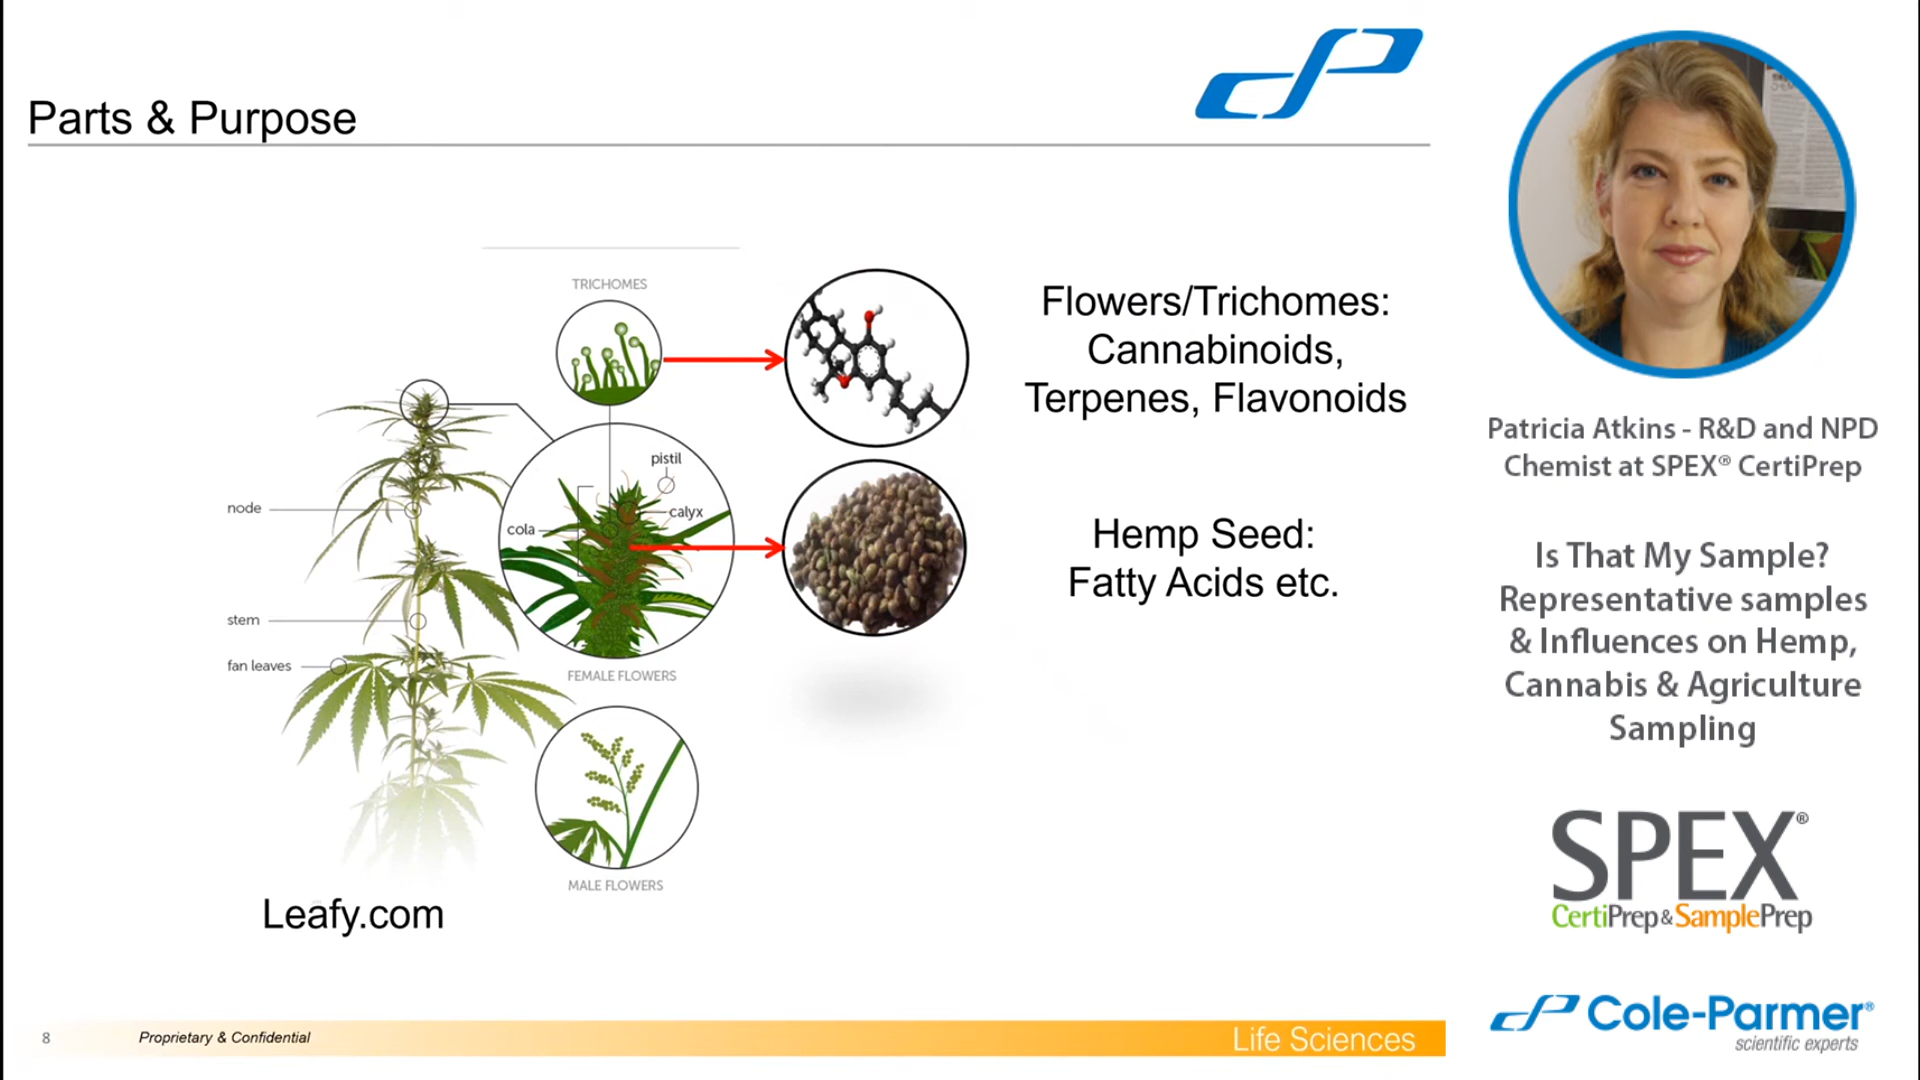 Parts & Purpose
TRICHOMES
Flowers/Trichomes:
Cannabinoids,
Terpenes, Flavonoids
pistil
calyx
cola
node
stem
fan leaves
FEMALE FLOWERS
Hemp Seed:
Fatty Acids etc.
MALE FLOWERS
Leafy.com
8
Proprietary & Confidential
Life Sciences
Patricia Atkins - R&D and NPD
Chemist at SPEX® CertiPrep
Is That My Sample?
Representative samples
& Influences on Hemp,
Cannabis & Agriculture
Sampling
SPEX®
CertiPrep & SamplePrep
Cole-Parmer®
scientific experts